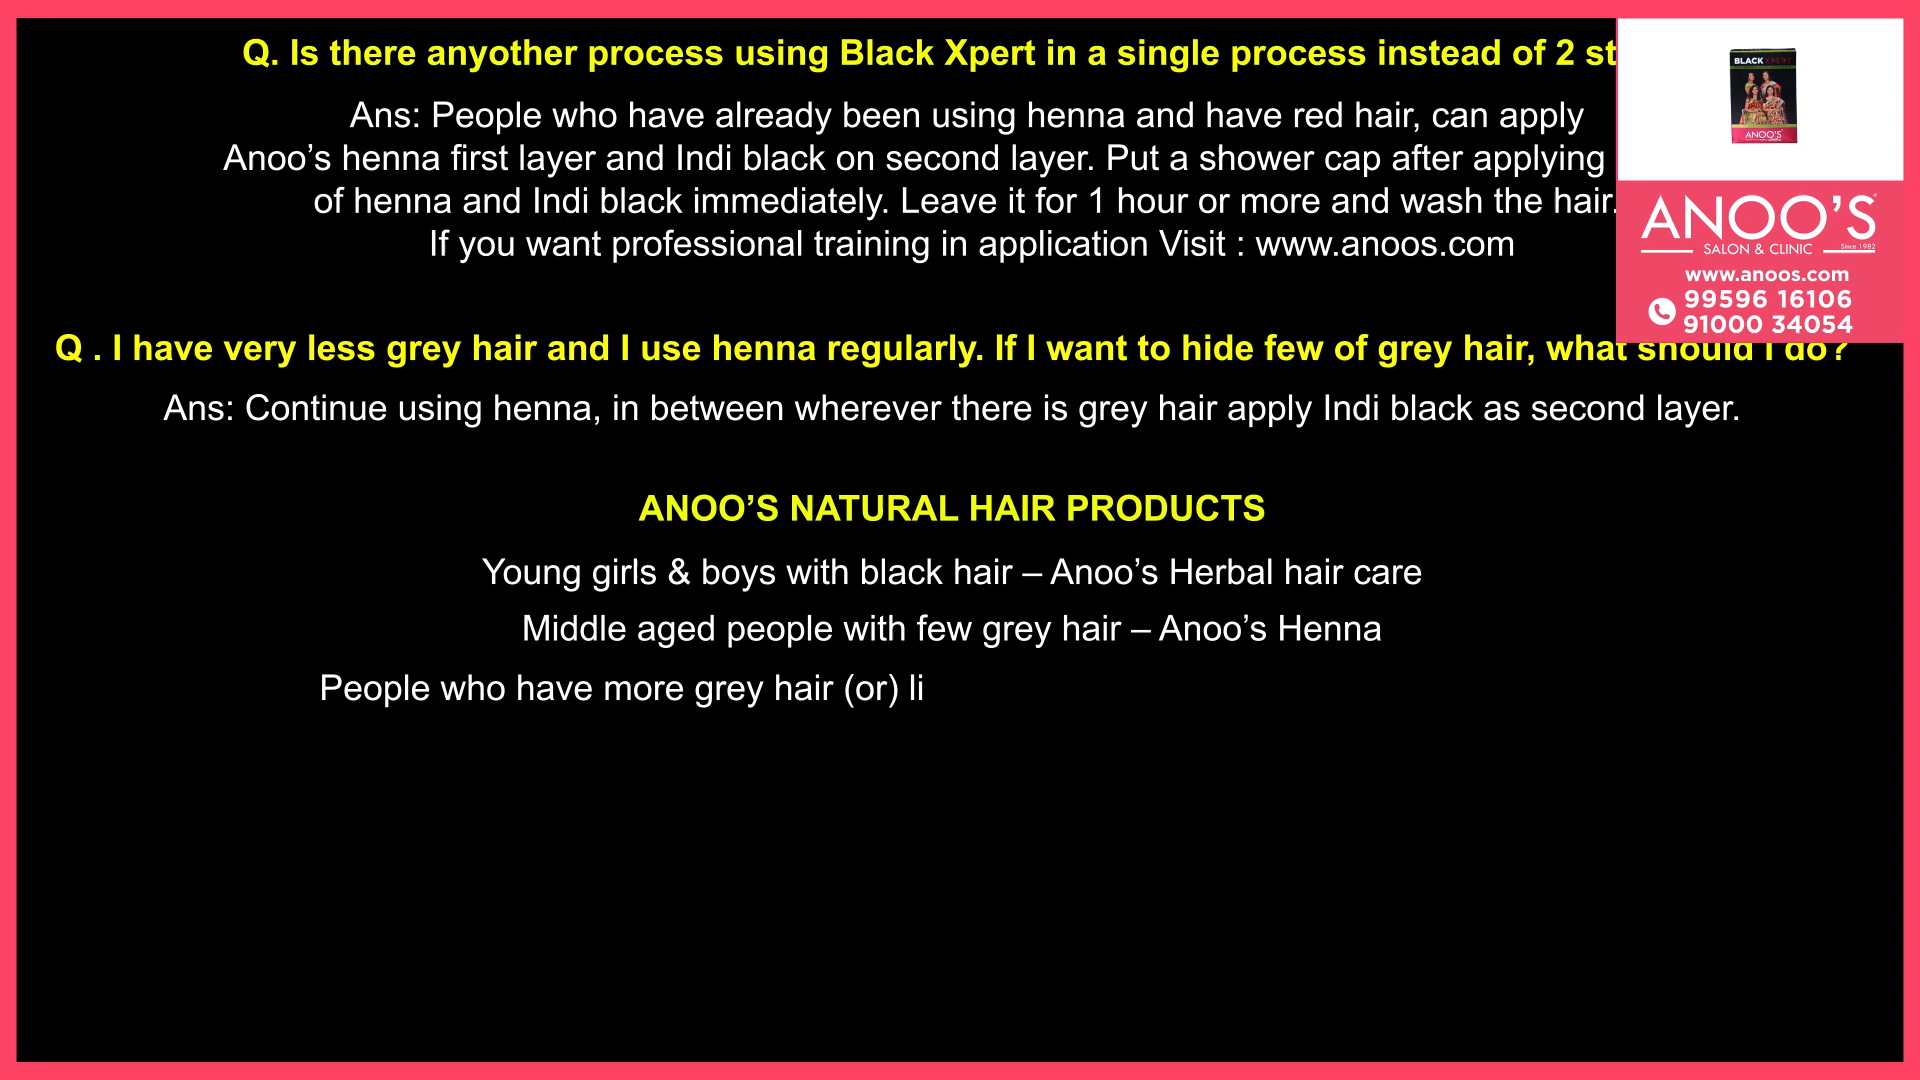 Q. Is there anyother process using Black Xpert in a single process instead of 2 st
Ans: People who have already been using henna and have red hair, can apply
Anoo’s henna first layer and Indi black on second layer. Put a shower cap after applying
of henna and Indi black immediately. Leave it for 1 hour or more and wash the hair.
If you want professional training in application Visit : www.anoos.com
BLACK XPERT
ANOO'S
ANOO’S
SALON & CLINIC
Since 1982
www.anoos.com
99596 16106
91000 34054
Q . I have very less grey hair and I use henna regularly. If I want to hide few of grey hair, what should I do?
Ans: Continue using henna, in between wherever there is grey hair apply Indi black as second layer.
ANOO’S NATURAL HAIR PRODUCTS
Young girls & boys with black hair – Anoo’s Herbal hair care
Middle aged people with few grey hair – Anoo’s Henna
People who have more grey hair (or) li